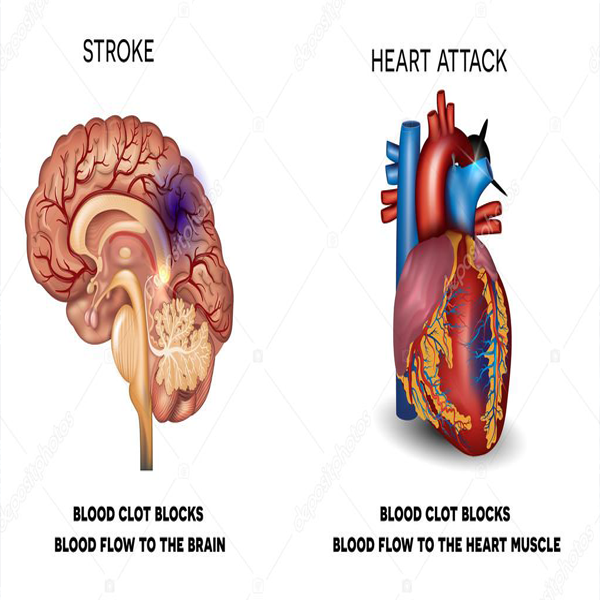 STROKE
HEART ATTACK
BLOOD CLOT BLOCKS
BLOOD FLOW TO THE BRAIN
BLOOD CLOT BLOCKS
BLOOD FLOW TO THE HEART MUSCLE
depositphotos